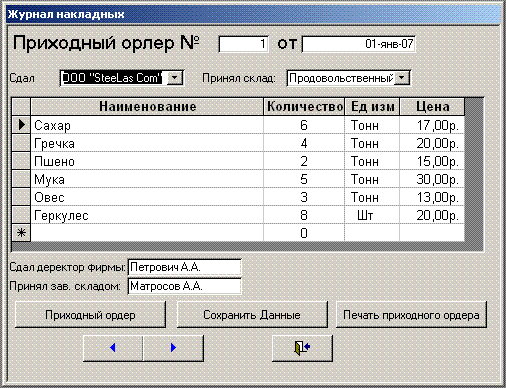 Журнал накладных
Приходный орлер № 1 от 01-янв-07
Сдал ООО "SteeLas Com" Принял склад: Продовольственный
Наименование Количество Ед изм Цена
Сахар 6 Тонн 17,00р.
Гречка 4 Тонн 20,00р.
Пшено 2 Тонн 15,00р.
Мука 5 Тонн 30,00р.
Овес 3 Тонн 13,00р.
Геркулес 8 Шт 20,00р.
0
Сдал деректор фирмы: Петрович А.А.
Принял зав. складом: Матросов А.А.
Приходный ордер Сохранить Данные Печать приходного ордера